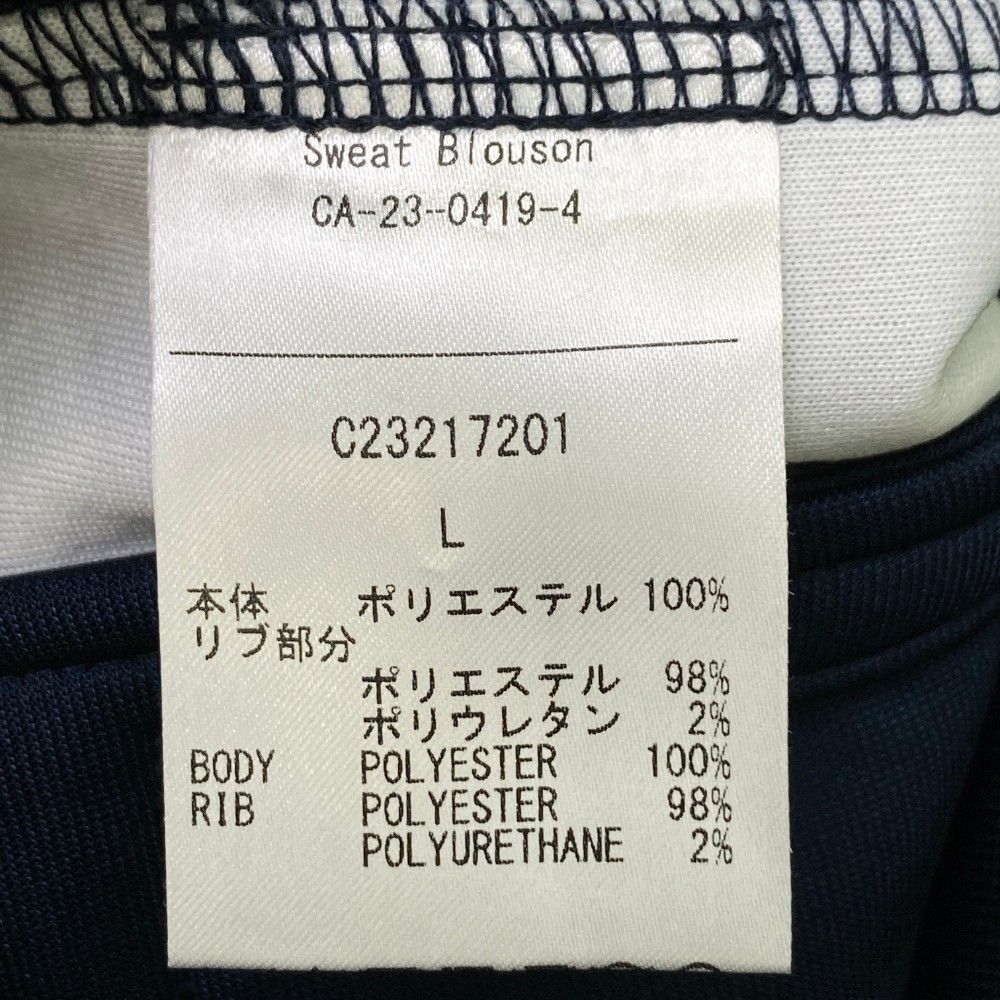 Sweat Blouson
CA-23-0419-4
C23217201
L
本体 ポリエステル 100%
リブ部分
ポリエステル 98%
ポリウレタン 2%
BODY POLYESTER 100%
RIB POLYESTER 98%
POLYURETHANE 2%